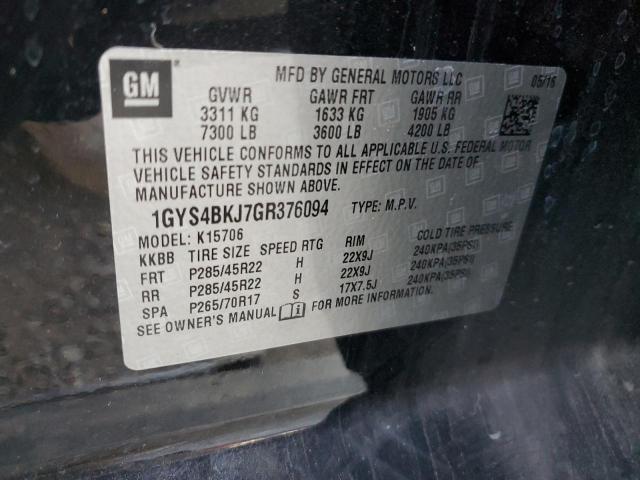 GM
MFD BY GENERAL MOTORS LLC 05/16
GVWR GAWR FRT GAWR RR
3311 KG 1633 KG 1905 KG
7300 LB 3600 LB 4200 LB
THIS VEHICLE CONFORMS TO ALL APPLICABLE U.S. FEDERAL MOTOR
VEHICLE SAFETY STANDARDS IN EFFECT ON THE DATE OF
MANUFACTURE SHOWN ABOVE.
1GYS4BKJ7GR376094 TYPE: M.P.V.
MODEL: K15706
KKBB TIRE SIZE SPEED RTG RIM COLD TIRE PRESSURE
FRT P285/45R22 H 22X9J 240KPA(35PSI)
RR P285/45R22 H 22X9J 240KPA(35PSI)
SPA P265/70R17 S 17X7.5J 240KPA(35PSI)
SEE OWNER'S MANUAL FOR MORE INFORMATION.